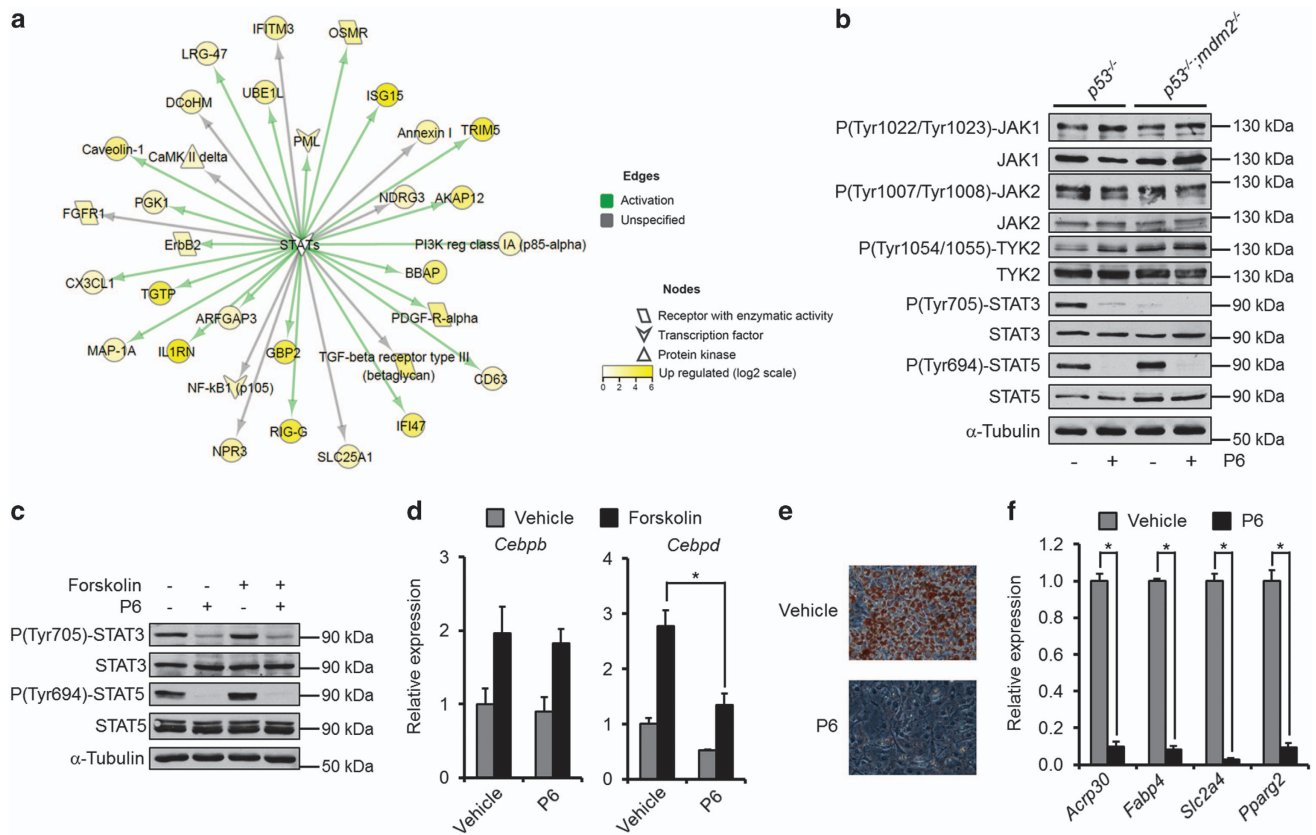 a
IFITM3
OSMR
LRG-47
DCoHM
UBE1L
ISG15
PML
Annexin I
TRIM5
Caveolin-1
CaMK II delta
FGFR1
PGK1
NDRG3
AKAP12
ErbB2
STATs
PI3K reg class IA (p85-alpha)
CX3CL1
TGTP
BBAP
ARFGAP3
PDGF-R-alpha
MAP-1A
IL1RN
GBP2
TGF-beta receptor type III
(betaglycan)
CD63
NF-kB1 (p105)
NPR3
RIG-G
SLC25A1
IFI47
Edges
Activation
Unspecified
Nodes
Receptor with enzymatic activity
Transcription factor
Protein kinase
Up regulated (log2 scale)
0 2 4 6
b
p53-/-
p53-/-;mdm2-/-
P(Tyr1022/Tyr1023)-JAK1 130 kDa
JAK1 130 kDa
P(Tyr1007/Tyr1008)-JAK2 130 kDa
JAK2 130 kDa
P(Tyr1054/1055)-TYK2 130 kDa
TYK2 130 kDa
P(Tyr705)-STAT3 90 kDa
STAT3 90 kDa
P(Tyr694)-STAT5 90 kDa
STAT5 90 kDa
α-Tubulin 50 kDa
- + - + P6
c
Forskolin - - + +
P6 - + - +
P(Tyr705)-STAT3 90 kDa
STAT3 90 kDa
P(Tyr694)-STAT5 90 kDa
STAT5 90 kDa
α-Tubulin 50 kDa
d
Vehicle Forskolin
Cebpb
Relative expression
3
2
1
0
Vehicle P6
Cebpd
4
3
2
1
0
*
Vehicle P6
e
Vehicle
P6
f
Vehicle P6
Relative expression
1.2
1.0
0.8
0.6
0.4
0.2
0.0
* * * *
Acrp30 Fabp4 Slc2a4 Pparg2